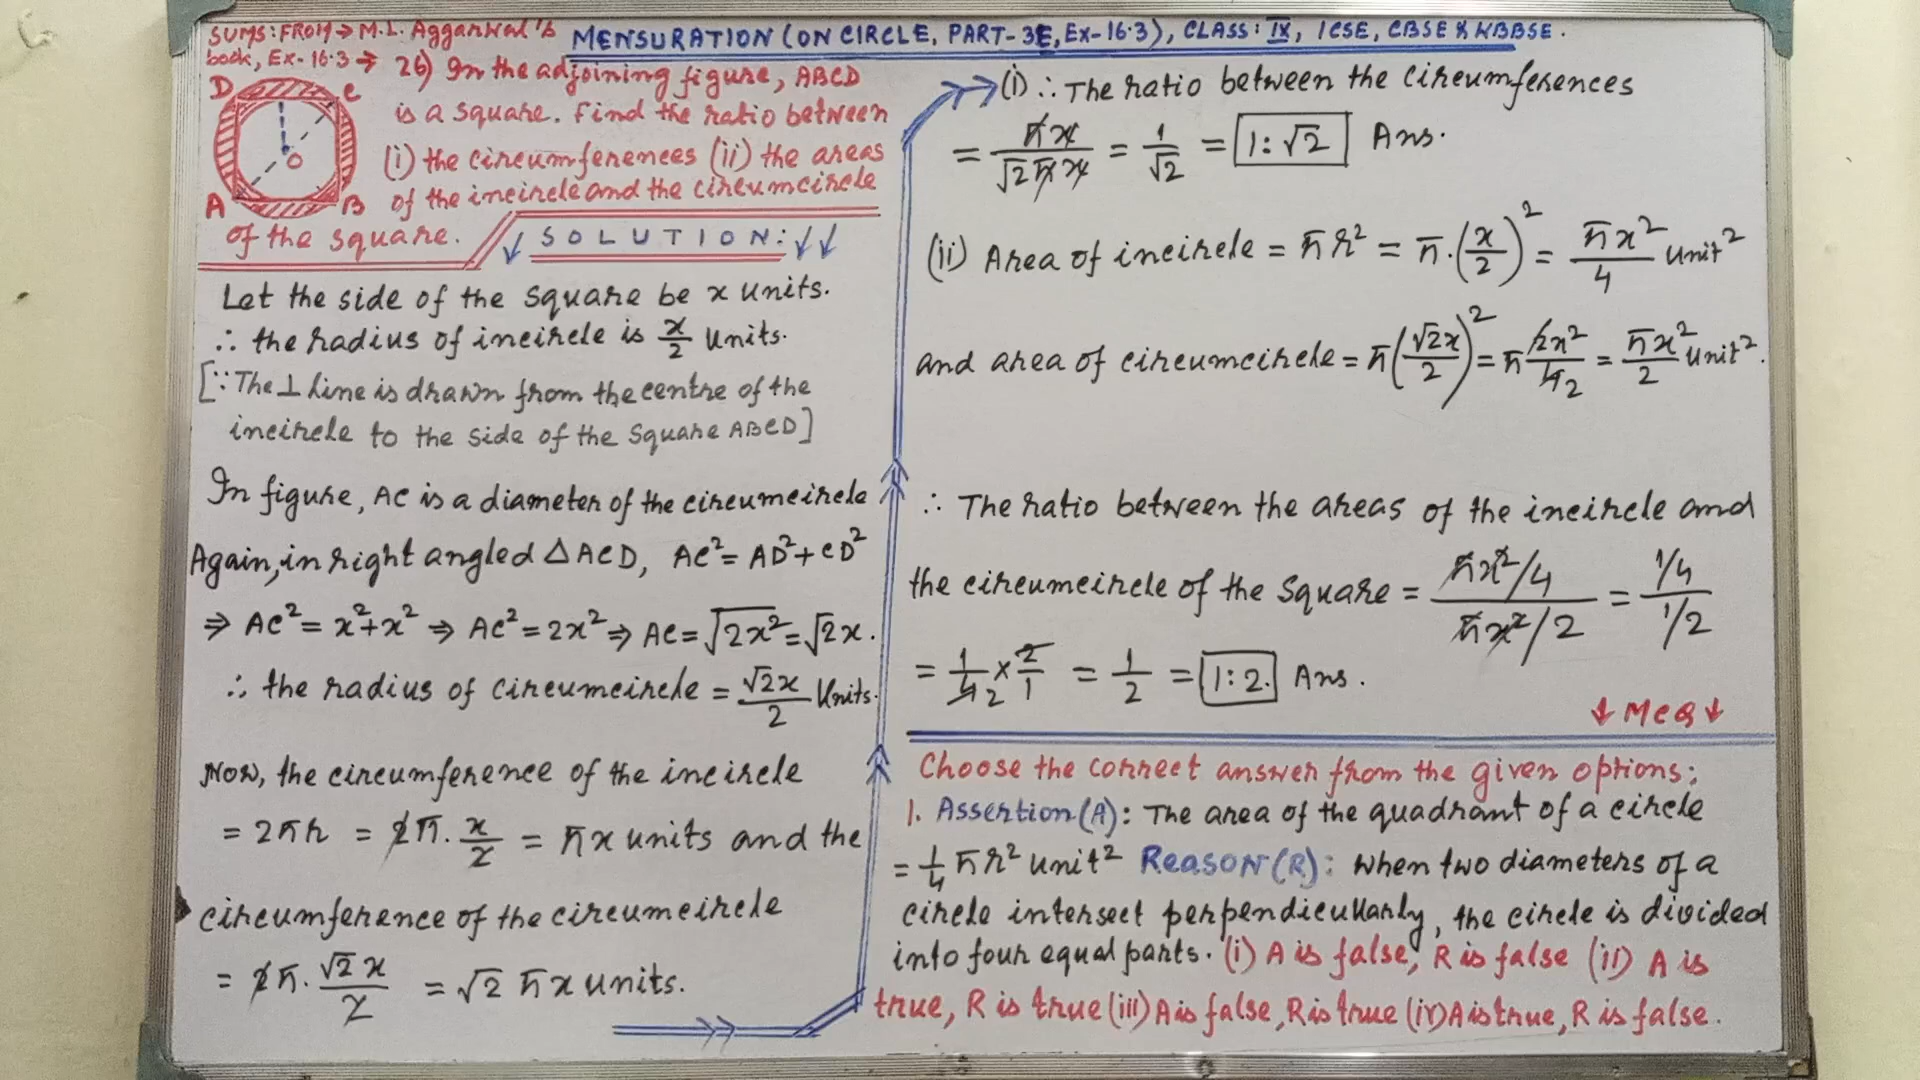 SUMS: FROM → M.L. Aggarwal's
book, Ex-16.3 →
MENSURATION (ON CIRCLE, PART-3E, Ex-16.3), CLASS: IX, ICSE, CBSE & WBBSE.
26) In the adjoining figure, ABCD
is a square. Find the ratio between
(i) the circumferences (ii) the areas
of the incircle and the circumcircle
of the square.
D
C
O
A
B
SOLUTION:
Let the side of the square be x units.
∴ the radius of incircle is x/2 units.
[∵ The ⊥ line is drawn from the centre of the
incircle to the side of the square ABCD]
In figure, AC is a diameter of the circumcircle
Again, in right angled △ACD, AC² = AD² + CD²
⇒ AC² = x² + x² ⇒ AC² = 2x² ⇒ AC = √2x² = √2x.
∴ the radius of circumcircle = √2x/2 Units.
Now, the circumference of the incircle
= 2πr = 2π. x/2 = πx units and the
circumference of the circumcircle
= 2π. √2x/2 = √2 πx units.
(i) ∴ The ratio between the circumferences
= πx/√2πx = 1/√2 = 1:√2 Ans.
(ii) Area of incircle = πr² = π.(x/2)² = πx²/4 unit²
and area of circumcircle = π(√2x/2)² = π 2x²/4 2 = πx²/2 unit².
∴ The ratio between the areas of the incircle and
the circumcircle of the square = πx²/4 / πx²/2 = 1/4 / 1/2
= 1/4 2 × 2/1 = 1/2 = 1:2. Ans.
↓ MCQ ↓
Choose the correct answer from the given options:
1. Assertion (A): The area of the quadrant of a circle
= 1/4 πr² unit² Reason (R): When two diameters of a
circle intersect perpendicullarly, the circle is divided
into four equal parts. (i) A is false, R is false (ii) A is
true, R is true (iii) A is false, R is true (iv) A is true, R is false.